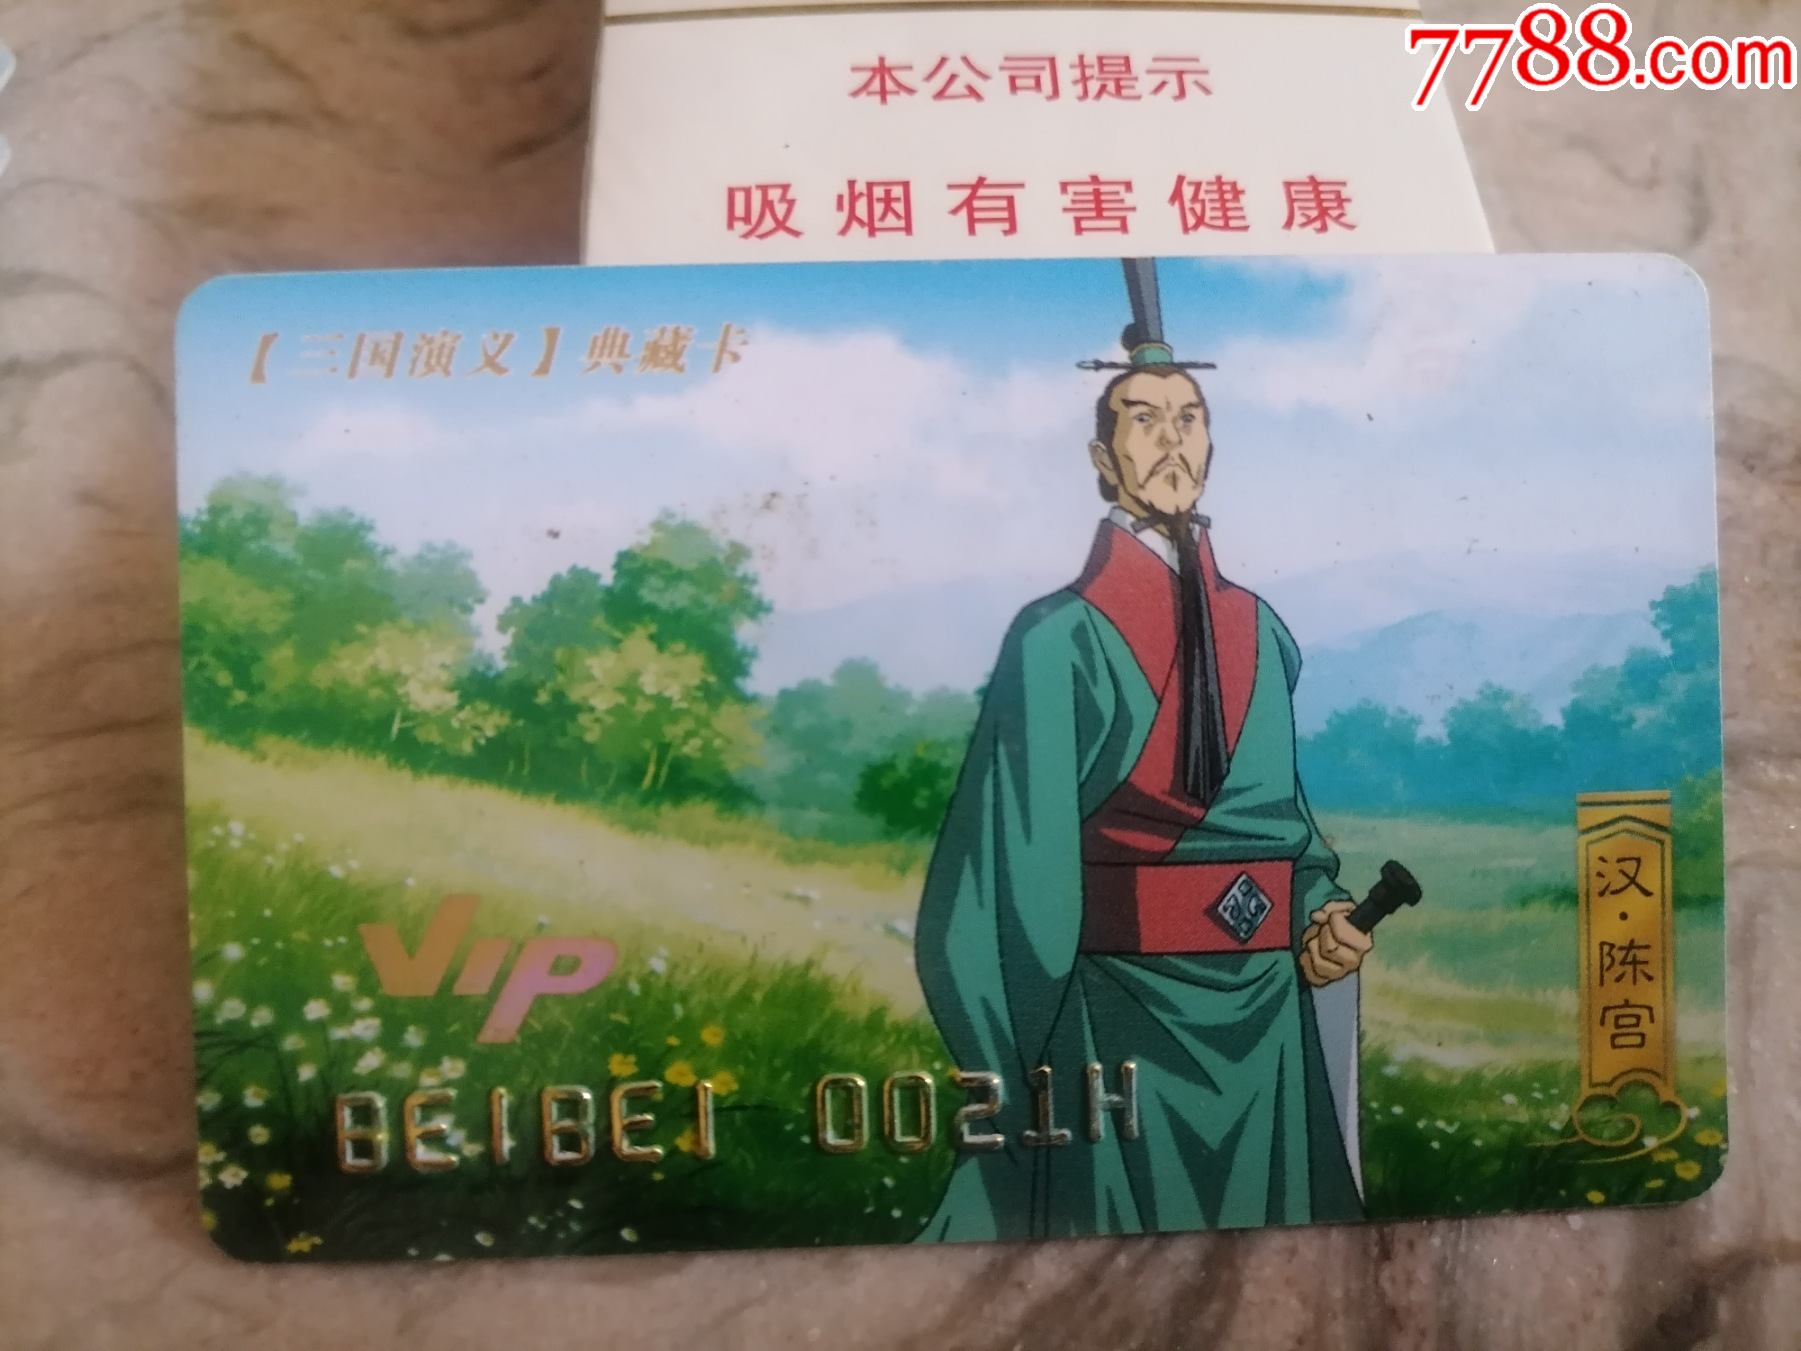 7788.com
本公司提示
吸烟有害健康
【三国演义】典藏卡
汉·陈宫
VIP
BEIBEI 0021H